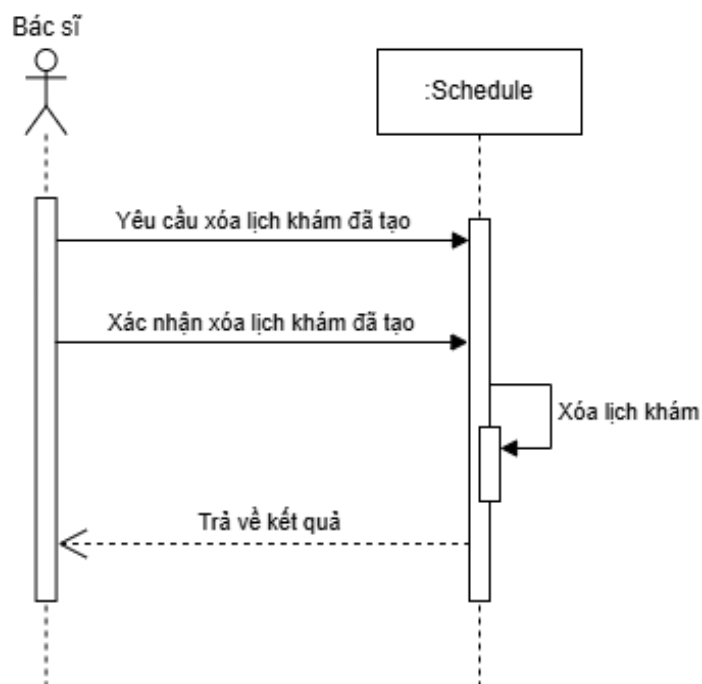 Bác sĩ
:Schedule
Yêu cầu xóa lịch khám đã tạo
Xác nhận xóa lịch khám đã tạo
Xóa lịch khám
Trả về kết quả